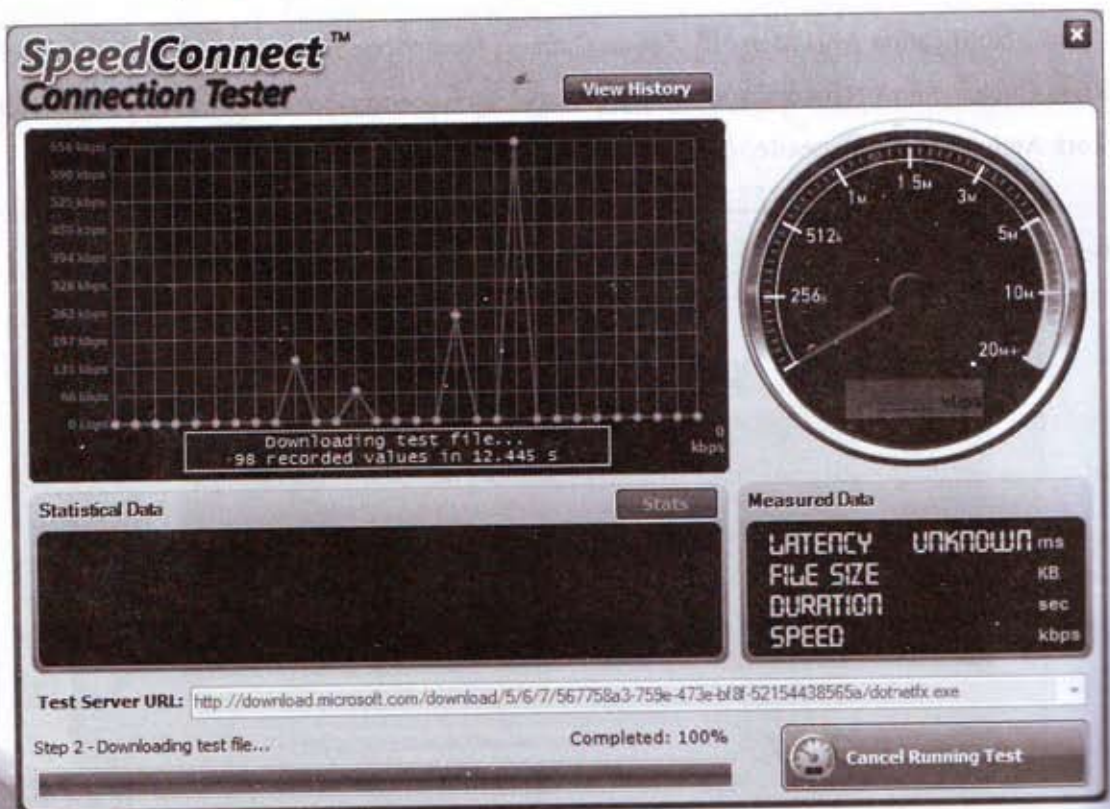 SpeedConnect™
Connection Tester
View History
656 kbps
590 kbps
525 kbps
459 kbps
394 kbps
328 kbps
262 kbps
197 kbps
131 kbps
66 kbps
0 kbps
0
kbps
Downloading test file...
98 recorded values in 12.445 s
256k
512k
1M
1.5M
3M
5M
10M
20M+
kbps
Statistical Data
Stats
Measured Data
LATENCY UNKNOWN ms
FILE SIZE KB
DURATION sec
SPEED kbps
Test Server URL: http://download.microsoft.com/download/5/6/7/567758a3-759e-473e-bf8f-52154438565a/dotnetfx.exe
Step 2 - Downloading test file...
Completed: 100%
Cancel Running Test